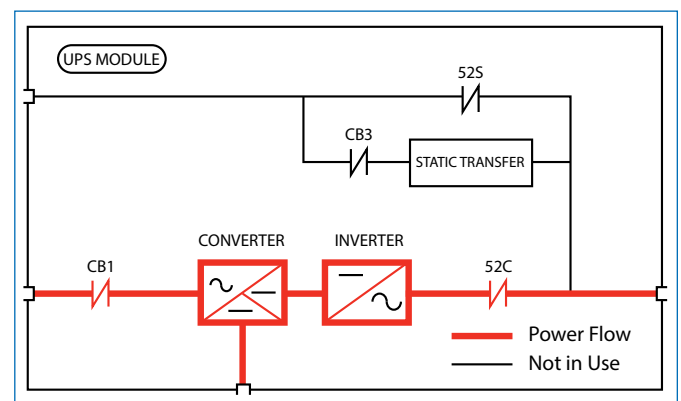 UPS MODULE
52S
CB3
STATIC TRANSFER
CONVERTER
INVERTER
CB1
52C
Power Flow
Not in Use